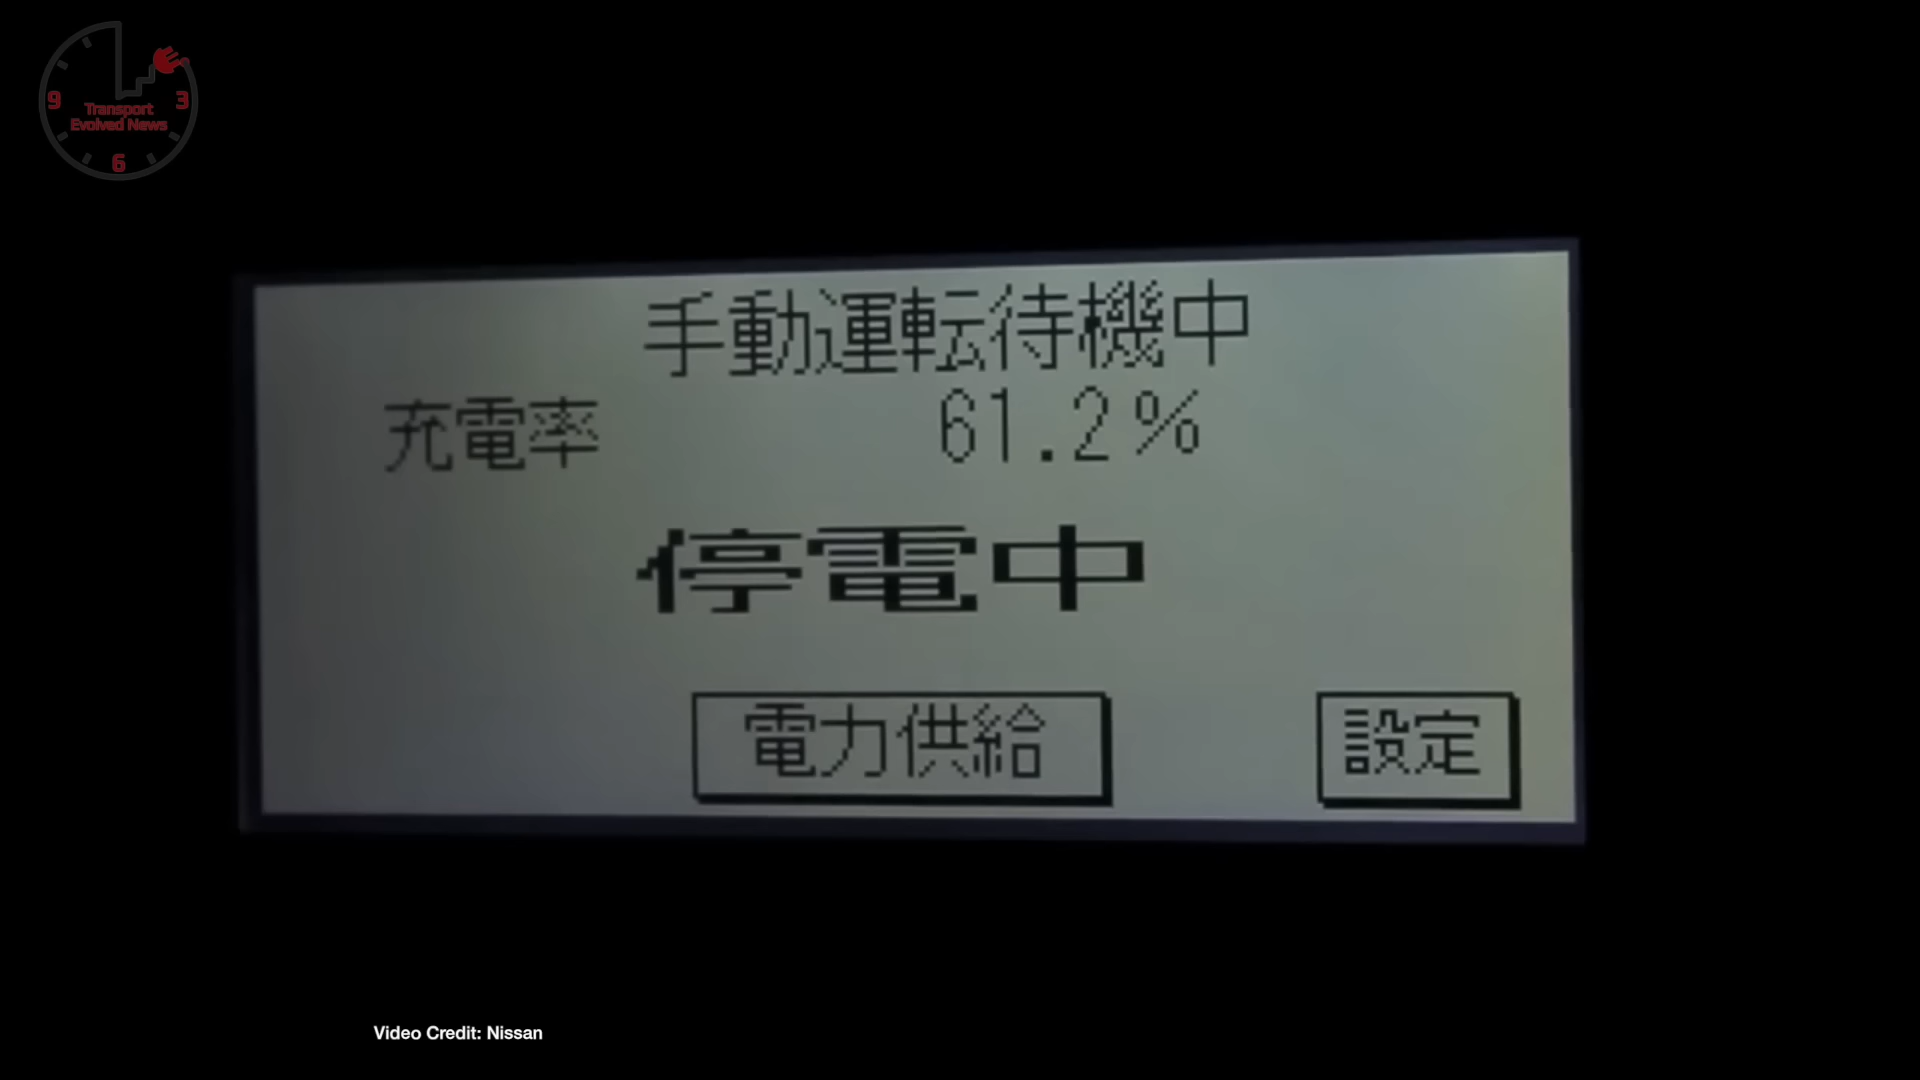 9
3
Transport
Evolved News
6
手動運転待機中
充電率 61.2%
停電中
電力供給 設定
Video Credit: Nissan